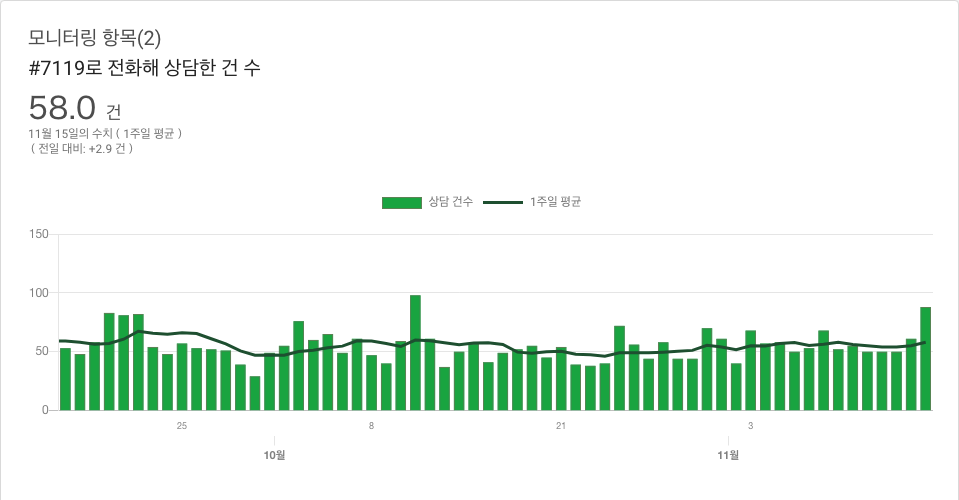 모니터링 항목(2)
#7119로 전화해 상담한 건 수
58.0 건
11월 15일의 수치 ( 1주일 평균 )
( 전일 대비: +2.9 건 )
상담 건수 1주일 평균
150
100
50
0
25 8 21 3
10월 11월